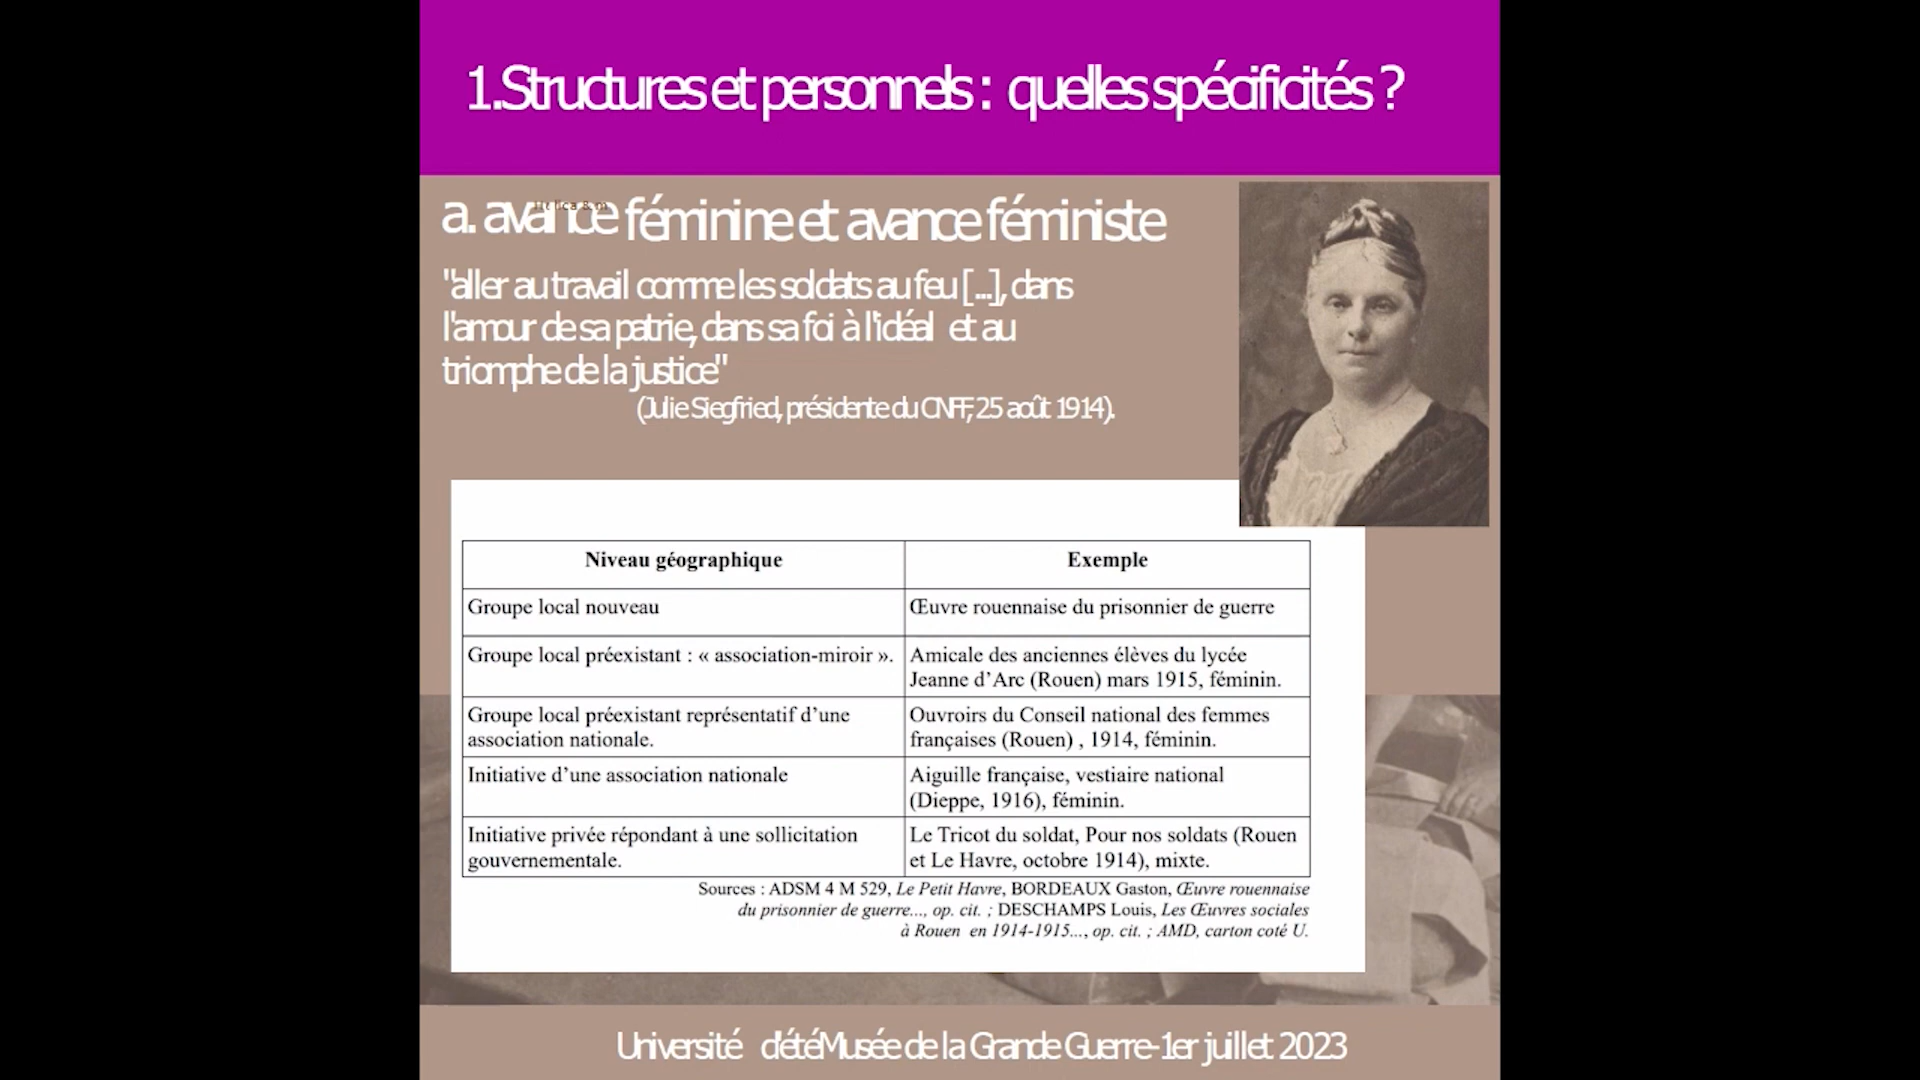 1.Structures et personnels : quelles spécificités ?
a. avance féminine et avance féministe
"aller au travail comme les soldats au feu [...], dans
l'amour de sa patrie, dans sa foi à l'idéal et au
triomphe de la justice"
(Julie Siegfried, présidente du CNFF, 25 août 1914).
Niveau géographique Exemple
Groupe local nouveau Œuvre rouennaise du prisonnier de guerre
Groupe local préexistant : « association-miroir ». Amicale des anciennes élèves du lycée
Jeanne d’Arc (Rouen) mars 1915, féminin.
Groupe local préexistant représentatif d’une Ouvroirs du Conseil national des femmes
association nationale. françaises (Rouen) , 1914, féminin.
Initiative d’une association nationale Aiguille française, vestiaire national
(Dieppe, 1916), féminin.
Initiative privée répondant à une sollicitation Le Tricot du soldat, Pour nos soldats (Rouen
gouvernementale. et Le Havre, octobre 1914), mixte.
Sources : ADSM 4 M 529, Le Petit Havre, BORDEAUX Gaston, Œuvre rouennaise
du prisonnier de guerre..., op. cit. ; DESCHAMPS Louis, Les Œuvres sociales
à Rouen en 1914-1915..., op. cit. ; AMD, carton coté U.
Université d'été Musée de la Grande Guerre-1er juillet 2023